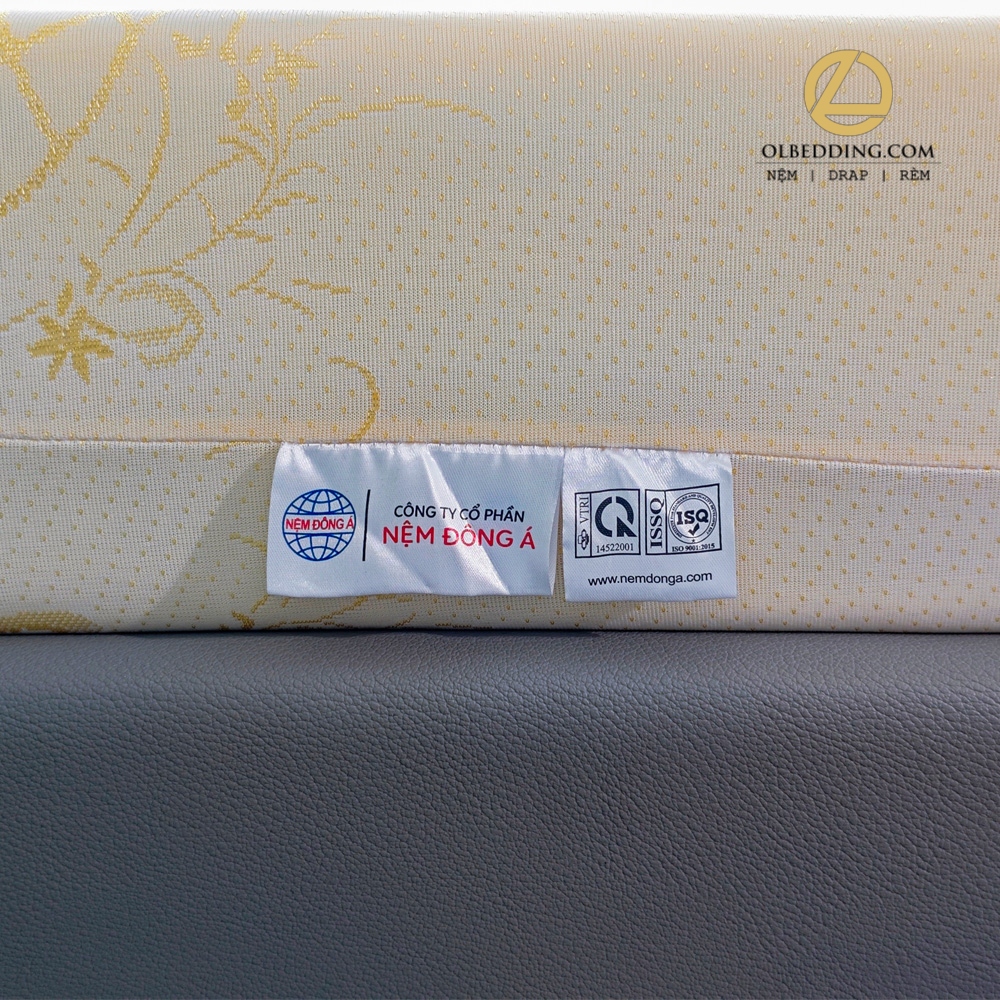 OLBEDDING.COM
NỆM | DRAP | RÈM
NỆM ĐÔNG Á
CÔNG TY CỔ PHẦN
NỆM ĐÔNG Á
VTRI
14522001
ISSQ
ISQ
ISO 9001:2015
www.nemdonga.com